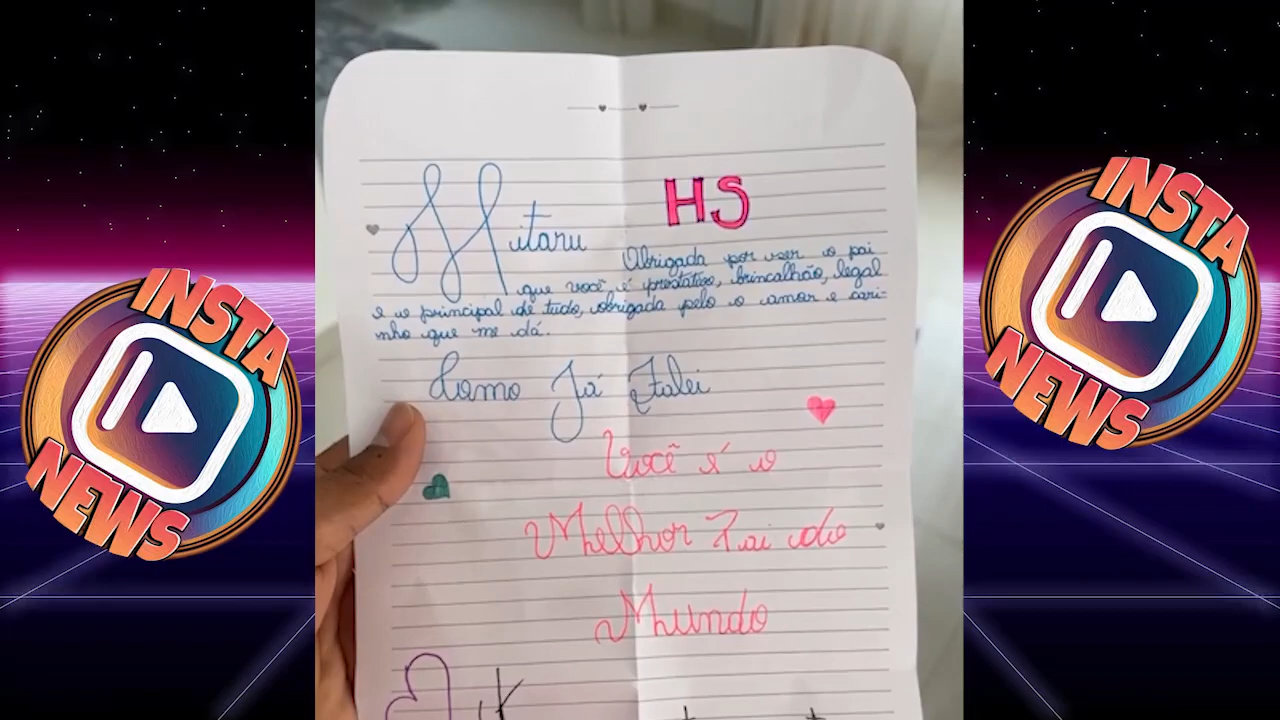 INSTA
NEWS
HS
Hitaru
Obrigada por ser o pai
que você é prestativo, brincalhão, legal
e o principal de tudo, obrigada pelo o amor e cari-
nho que me dá.
Como Já Falei
Você é o
Melhor Pai do
Mundo
INSTA
NEWS